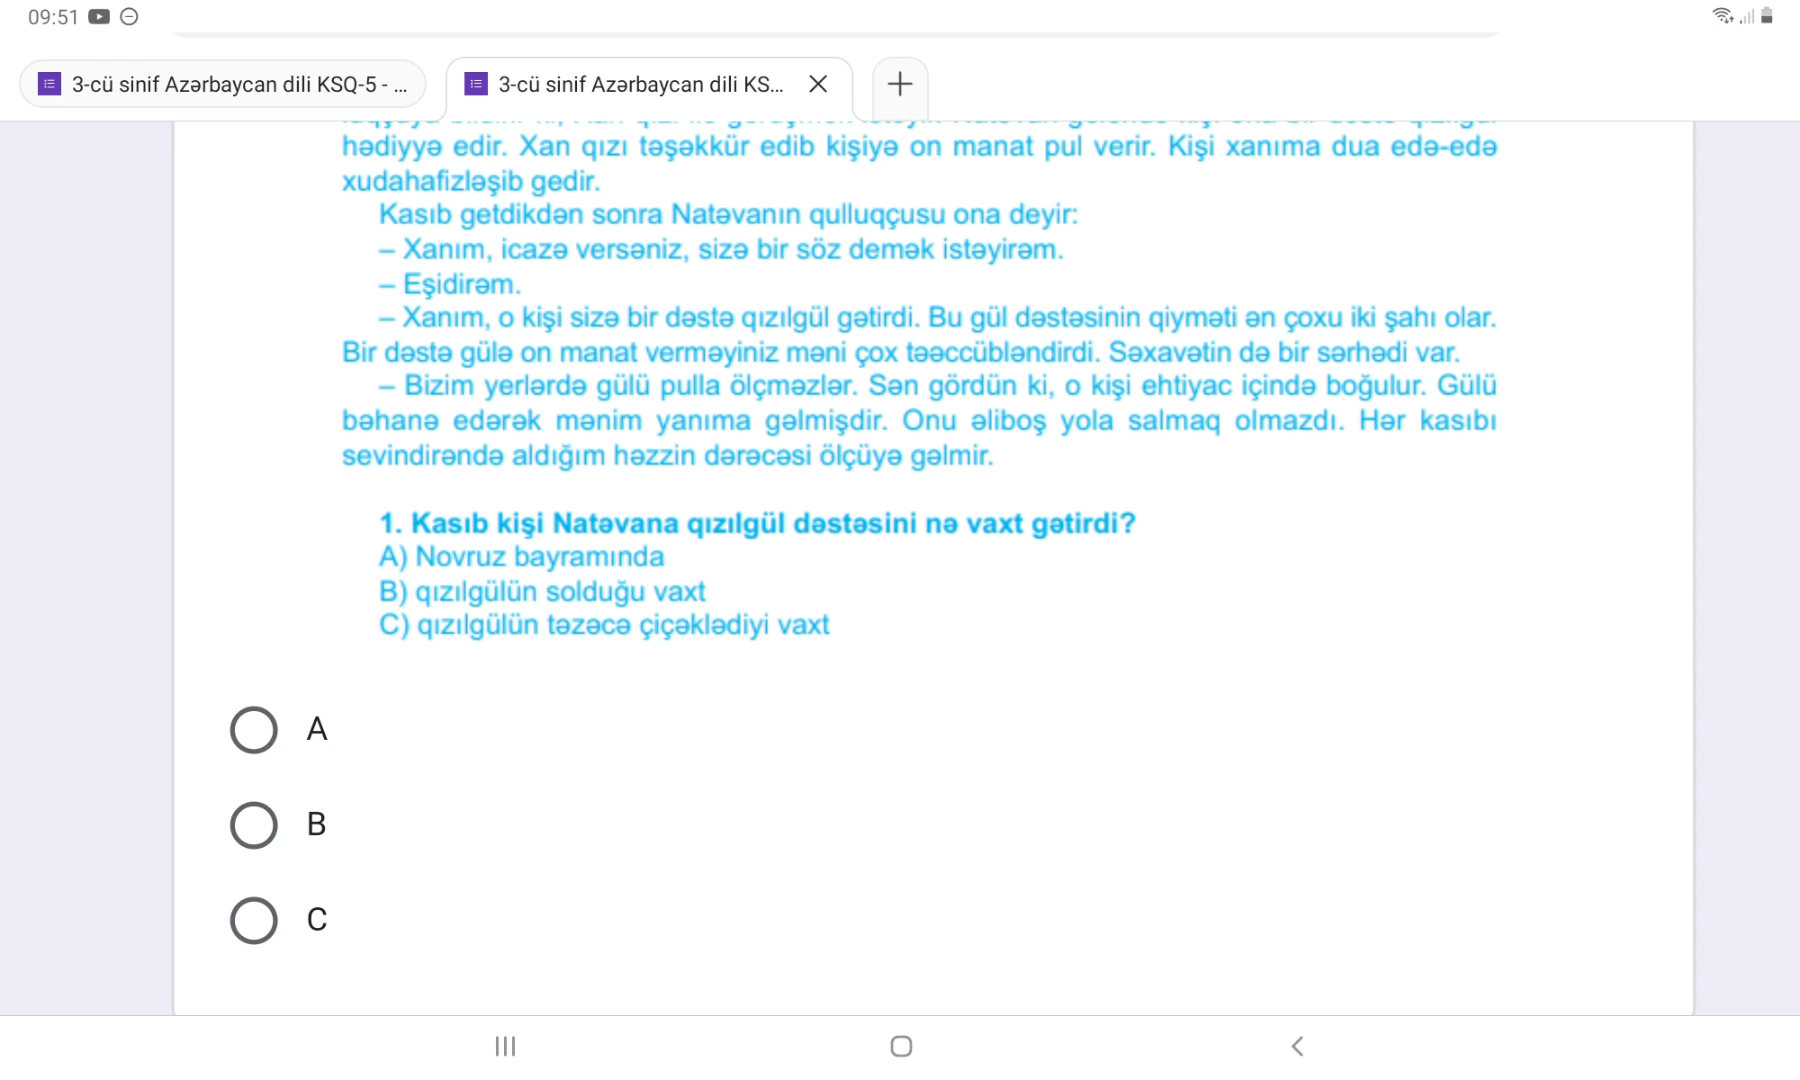 09:51
3-cü sinif Azərbaycan dili KSQ-5 - ...
3-cü sinif Azərbaycan dili KS...
hədiyyə edir. Xan qızı təşəkkür edib kişiyə on manat pul verir. Kişi xanıma dua edə-edə
xudahafizləşib gedir.
Kasıb getdikdən sonra Natəvanın qulluqçusu ona deyir:
– Xanım, icazə versəniz, sizə bir söz demək istəyirəm.
– Eşidirəm.
– Xanım, o kişi sizə bir dəstə qızılgül gətirdi. Bu gül dəstəsinin qiyməti ən çoxu iki şahı olar.
Bir dəstə gülə on manat verməyiniz məni çox təəccübləndirdi. Səxavətin də bir sərhədi var.
– Bizim yerlərdə gülü pulla ölçməzlər. Sən gördün ki, o kişi ehtiyac içində boğulur. Gülü
bəhanə edərək mənim yanıma gəlmişdir. Onu əliboş yola salmaq olmazdı. Hər kasıbı
sevindirəndə aldığım həzzin dərəcəsi ölçüyə gəlmir.
1. Kasıb kişi Natəvana qızılgül dəstəsini nə vaxt gətirdi?
A) Novruz bayramında
B) qızılgülün solduğu vaxt
C) qızılgülün təzəcə çiçəklədiyi vaxt
A
B
C